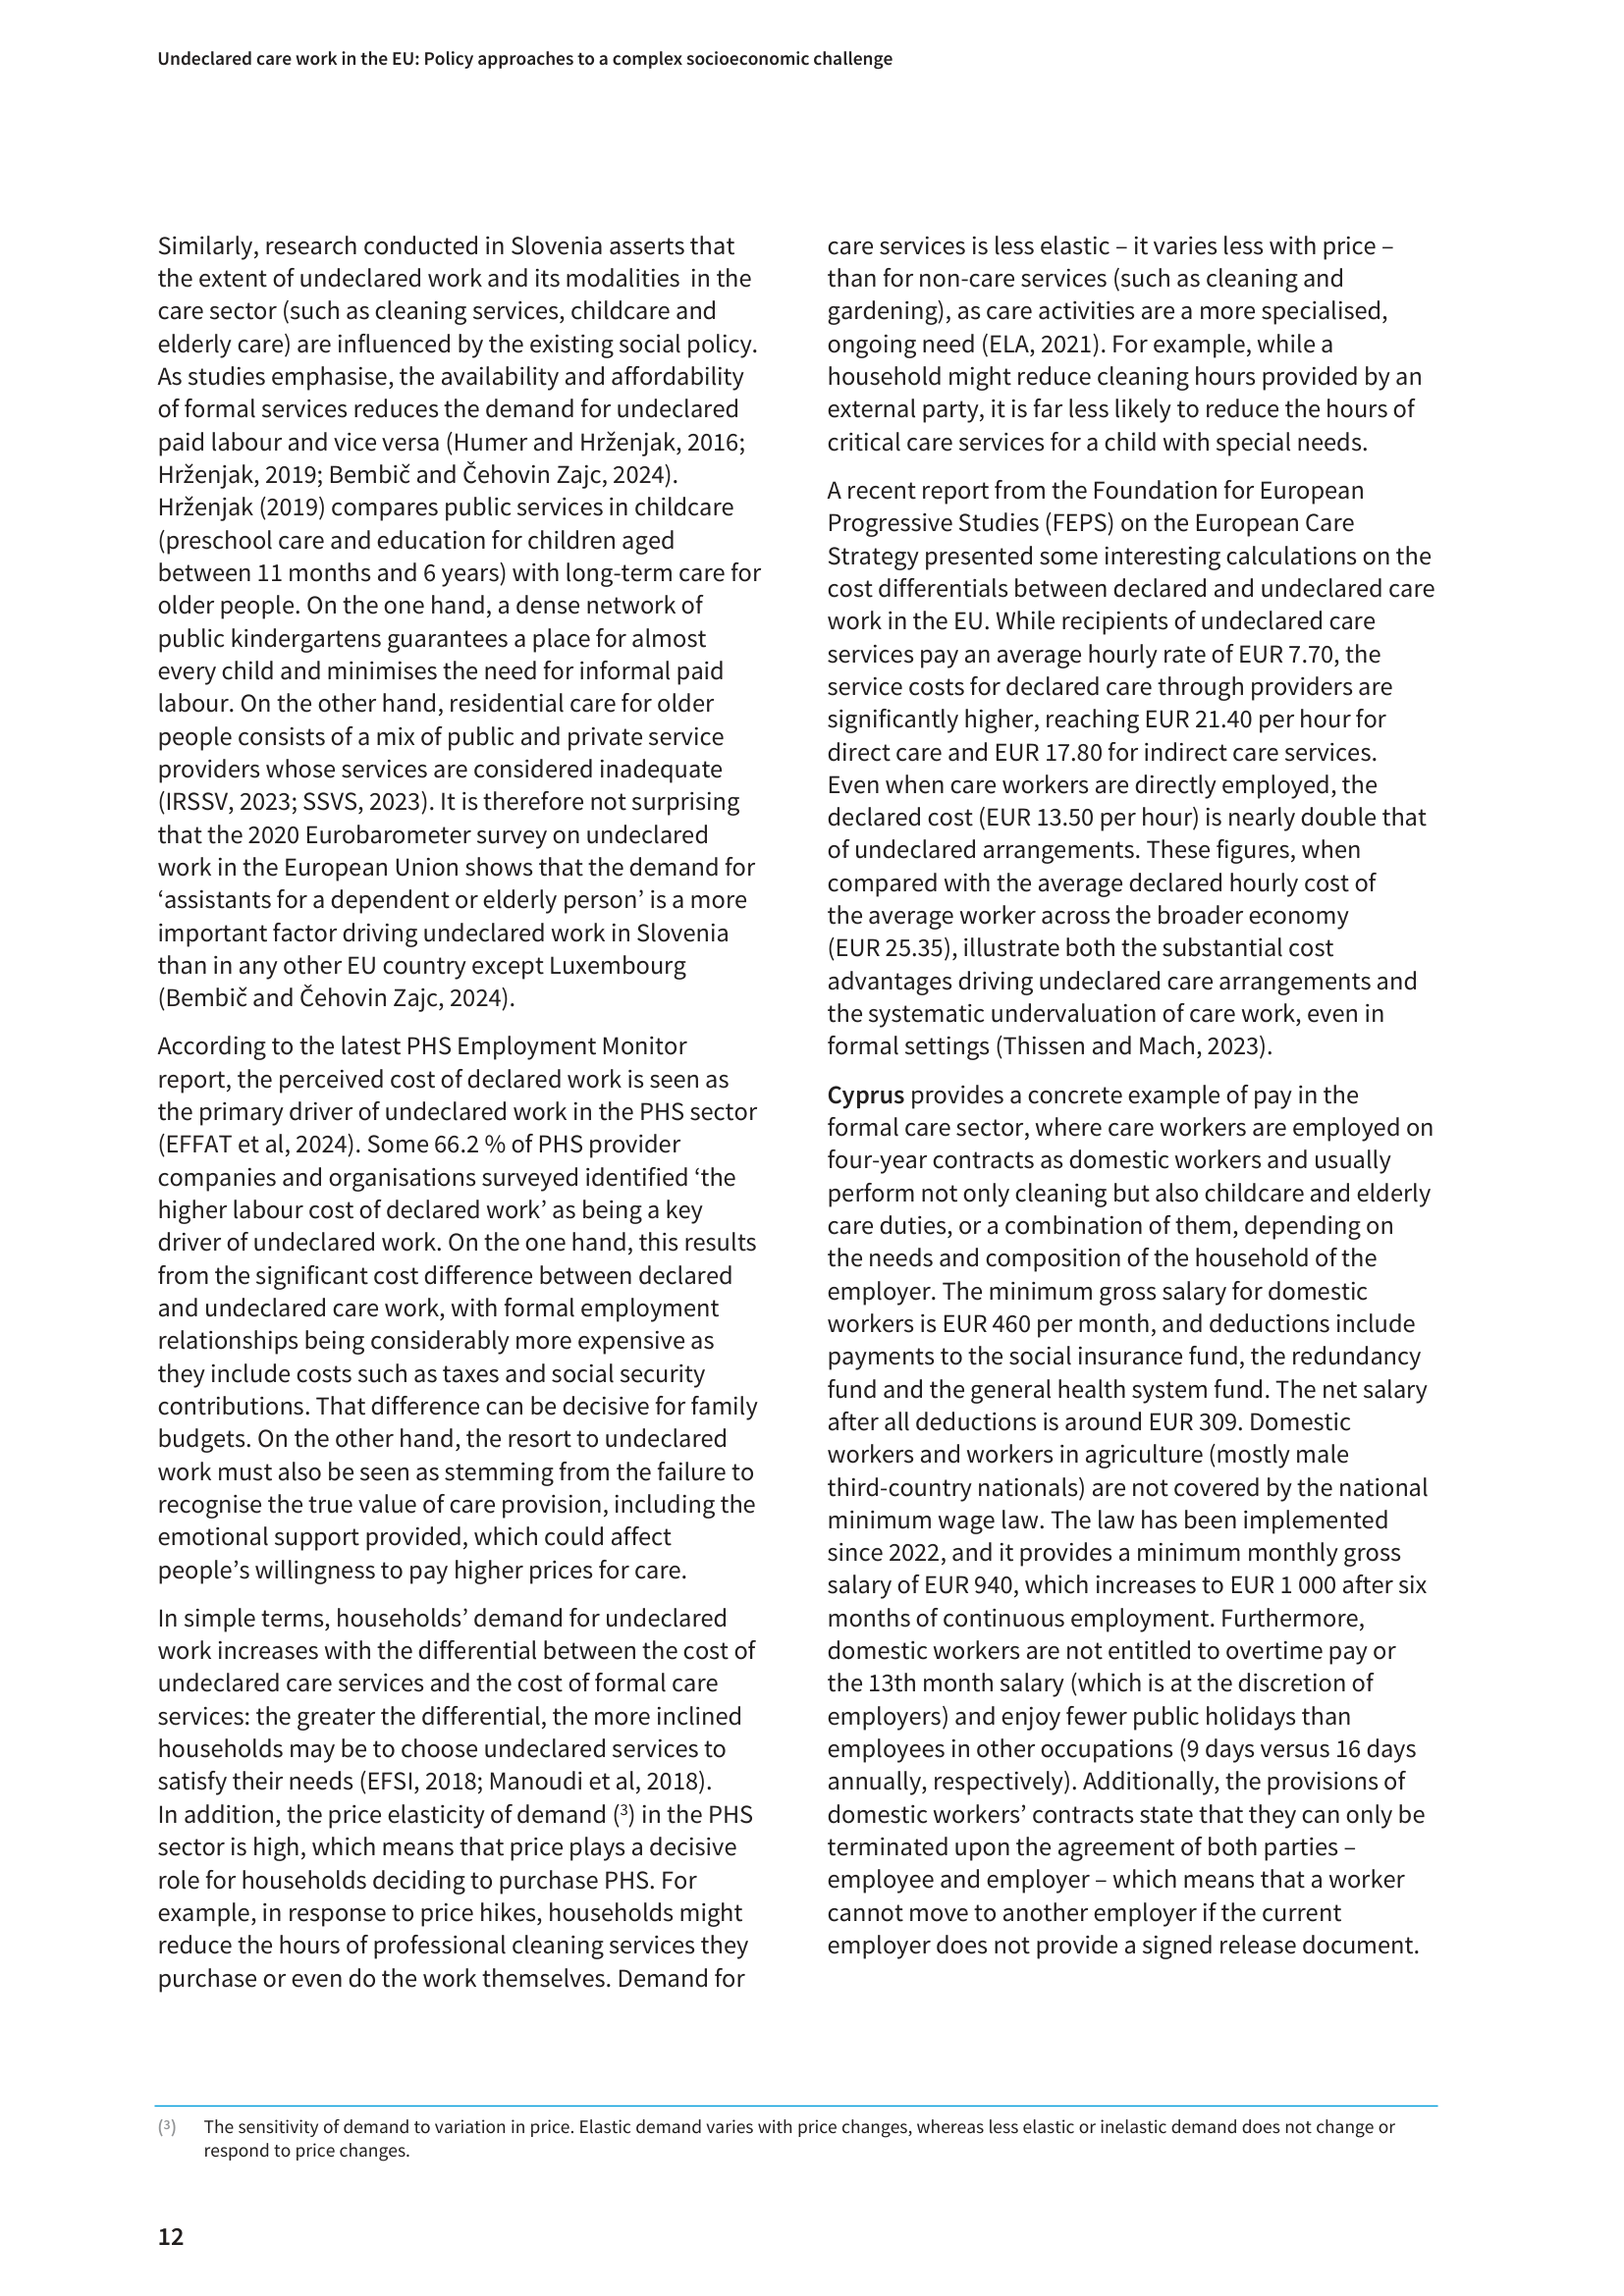 Undeclared care work in the EU: Policy approaches to a complex socioeconomic challenge
Similarly, research conducted in Slovenia asserts that
the extent of undeclared work and its modalities  in the
care sector (such as cleaning services, childcare and
elderly care) are influenced by the existing social policy.
As studies emphasise, the availability and affordability
of formal services reduces the demand for undeclared
paid labour and vice versa (Humer and Hrženjak, 2016;
Hrženjak, 2019; Bembič and Čehovin Zajc, 2024).
Hrženjak (2019) compares public services in childcare
(preschool care and education for children aged
between 11 months and 6 years) with long-term care for
older people. On the one hand, a dense network of
public kindergartens guarantees a place for almost
every child and minimises the need for informal paid
labour. On the other hand, residential care for older
people consists of a mix of public and private service
providers whose services are considered inadequate
(IRSSV, 2023; SSVS, 2023). It is therefore not surprising
that the 2020 Eurobarometer survey on undeclared
work in the European Union shows that the demand for
‘assistants for a dependent or elderly person’ is a more
important factor driving undeclared work in Slovenia
than in any other EU country except Luxembourg
(Bembič and Čehovin Zajc, 2024).
According to the latest PHS Employment Monitor
report, the perceived cost of declared work is seen as
the primary driver of undeclared work in the PHS sector
(EFFAT et al, 2024). Some 66.2 % of PHS provider
companies and organisations surveyed identified ‘the
higher labour cost of declared work’ as being a key
driver of undeclared work. On the one hand, this results
from the significant cost difference between declared
and undeclared care work, with formal employment
relationships being considerably more expensive as
they include costs such as taxes and social security
contributions. That difference can be decisive for family
budgets. On the other hand, the resort to undeclared
work must also be seen as stemming from the failure to
recognise the true value of care provision, including the
emotional support provided, which could affect
people’s willingness to pay higher prices for care.
In simple terms, households’ demand for undeclared
work increases with the differential between the cost of
undeclared care services and the cost of formal care
services: the greater the differential, the more inclined
households may be to choose undeclared services to
satisfy their needs (EFSI, 2018; Manoudi et al, 2018).
In addition, the price elasticity of demand (³) in the PHS
sector is high, which means that price plays a decisive
role for households deciding to purchase PHS. For
example, in response to price hikes, households might
reduce the hours of professional cleaning services they
purchase or even do the work themselves. Demand for
care services is less elastic – it varies less with price –
than for non-care services (such as cleaning and
gardening), as care activities are a more specialised,
ongoing need (ELA, 2021). For example, while a
household might reduce cleaning hours provided by an
external party, it is far less likely to reduce the hours of
critical care services for a child with special needs.
A recent report from the Foundation for European
Progressive Studies (FEPS) on the European Care
Strategy presented some interesting calculations on the
cost differentials between declared and undeclared care
work in the EU. While recipients of undeclared care
services pay an average hourly rate of EUR 7.70, the
service costs for declared care through providers are
significantly higher, reaching EUR 21.40 per hour for
direct care and EUR 17.80 for indirect care services.
Even when care workers are directly employed, the
declared cost (EUR 13.50 per hour) is nearly double that
of undeclared arrangements. These figures, when
compared with the average declared hourly cost of
the average worker across the broader economy
(EUR 25.35), illustrate both the substantial cost
advantages driving undeclared care arrangements and
the systematic undervaluation of care work, even in
formal settings (Thissen and Mach, 2023).
Cyprus provides a concrete example of pay in the
formal care sector, where care workers are employed on
four-year contracts as domestic workers and usually
perform not only cleaning but also childcare and elderly
care duties, or a combination of them, depending on
the needs and composition of the household of the
employer. The minimum gross salary for domestic
workers is EUR 460 per month, and deductions include
payments to the social insurance fund, the redundancy
fund and the general health system fund. The net salary
after all deductions is around EUR 309. Domestic
workers and workers in agriculture (mostly male
third-country nationals) are not covered by the national
minimum wage law. The law has been implemented
since 2022, and it provides a minimum monthly gross
salary of EUR 940, which increases to EUR 1 000 after six
months of continuous employment. Furthermore,
domestic workers are not entitled to overtime pay or
the 13th month salary (which is at the discretion of
employers) and enjoy fewer public holidays than
employees in other occupations (9 days versus 16 days
annually, respectively). Additionally, the provisions of
domestic workers’ contracts state that they can only be
terminated upon the agreement of both parties –
employee and employer – which means that a worker
cannot move to another employer if the current
employer does not provide a signed release document.
(³) The sensitivity of demand to variation in price. Elastic demand varies with price changes, whereas less elastic or inelastic demand does not change or
respond to price changes.
12